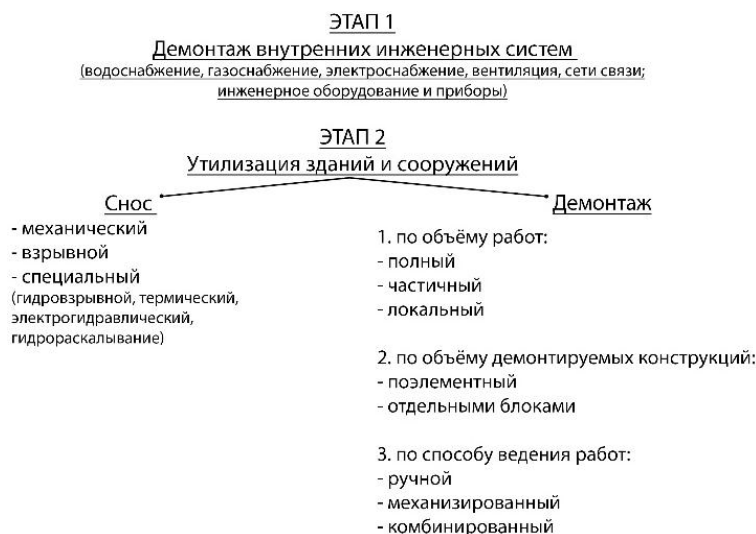 ЭТАП 1
Демонтаж внутренних инженерных систем
(водоснабжение, газоснабжение, электроснабжение, вентиляция, сети связи;
инженерное оборудование и приборы)
ЭТАП 2
Утилизация зданий и сооружений
Снос
- механический
- взрывной
- специальный
(гидровзрывной, термический,
электрогидравлический,
гидрораскалывание)
Демонтаж
1. по объёму работ:
- полный
- частичный
- локальный
2. по объёму демонтируемых конструкций:
- поэлементный
- отдельными блоками
3. по способу ведения работ:
- ручной
- механизированный
- комбинированный